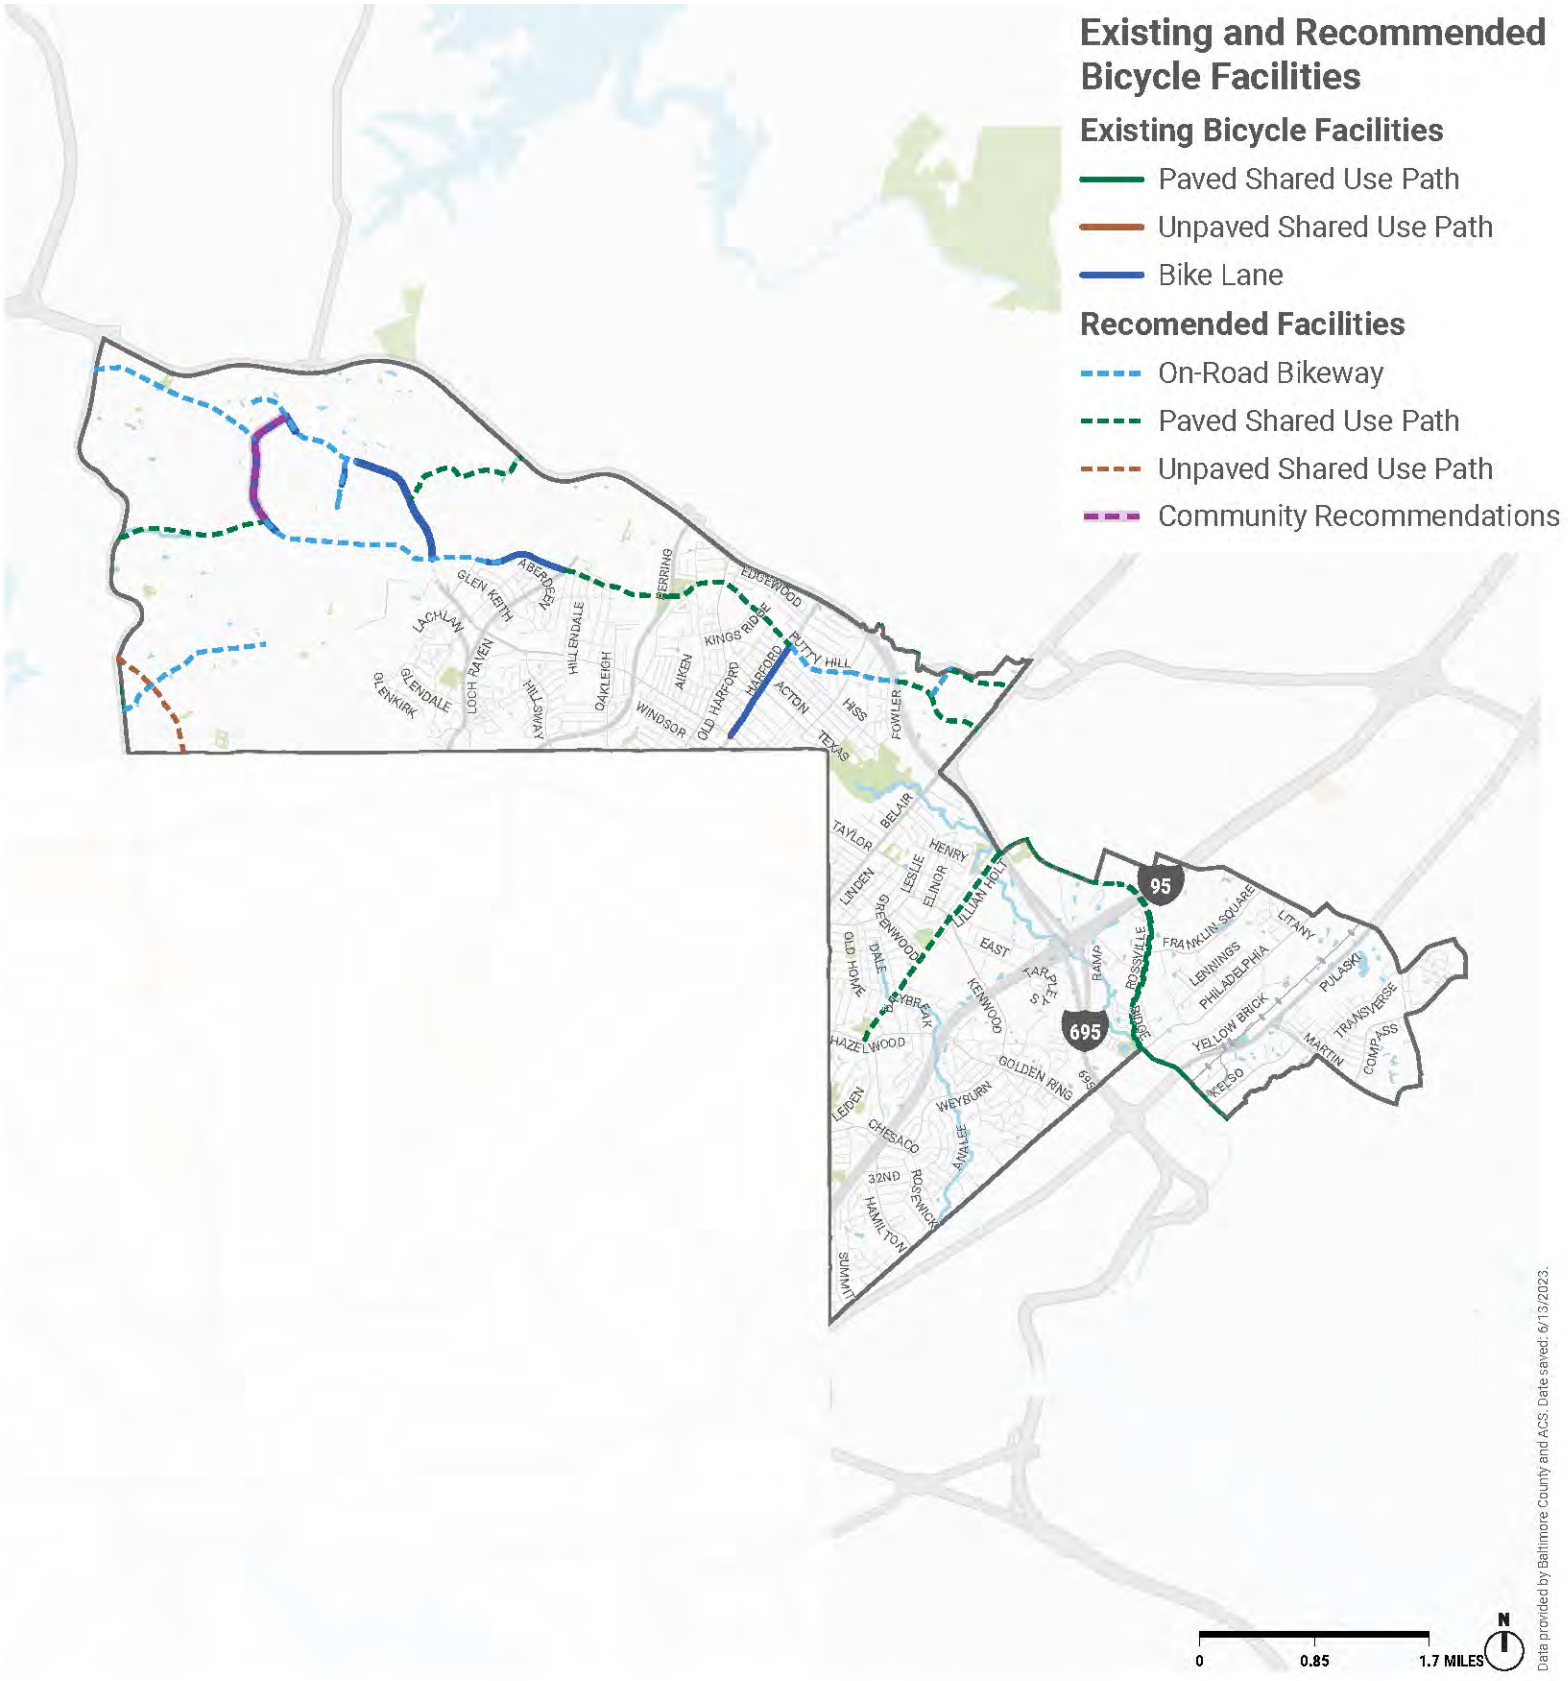 Existing and Recommended
Bicycle Facilities
Existing Bicycle Facilities
Paved Shared Use Path
Unpaved Shared Use Path
Bike Lane
Recomended Facilities
On-Road Bikeway
Paved Shared Use Path
Unpaved Shared Use Path
Community Recommendations
PERRING
EDGEWOOD
ABERDEEN
GLEN KEITH
LACHLAN
HILLENDALE
KINGS RIDGE
PUTTY HILL
LOCH RAVEN
OAKLEIGH
AIKEN
HARFORD
OLD HARFORD
GLENDALE
GLENKIRK
HILLSWAY
WINDSOR
ACTON
HISS
FOWLER
TEXAS
BELAIR
TAYLOR
HENRY
LESLIE
ELINOR
LINDEN
LILLIAN HOLT
95
GREENWOOD
FRANKLIN SQUARE
LITANY
OLD HOME
DALE
EAST
RAMP
ROSSVILLE
LENNINGS
PHILADELPHIA
PULASKI
TARPLEYS
KENWOOD
DAYBREAK
RIDGE
YELLOW BRICK
TRANSVERSE
695
HAZELWOOD
MARTIN
COMPASS
GOLDEN RING
695
KELSO
LEIDEN
WEYBURN
CHESACO
ANALEE
32ND
ROSEWICK
HAMILTON
SUMMIT
N
0 0.85 1.7 MILES
Data provided by Baltimore County and ACS. Date saved: 6/13/2023.